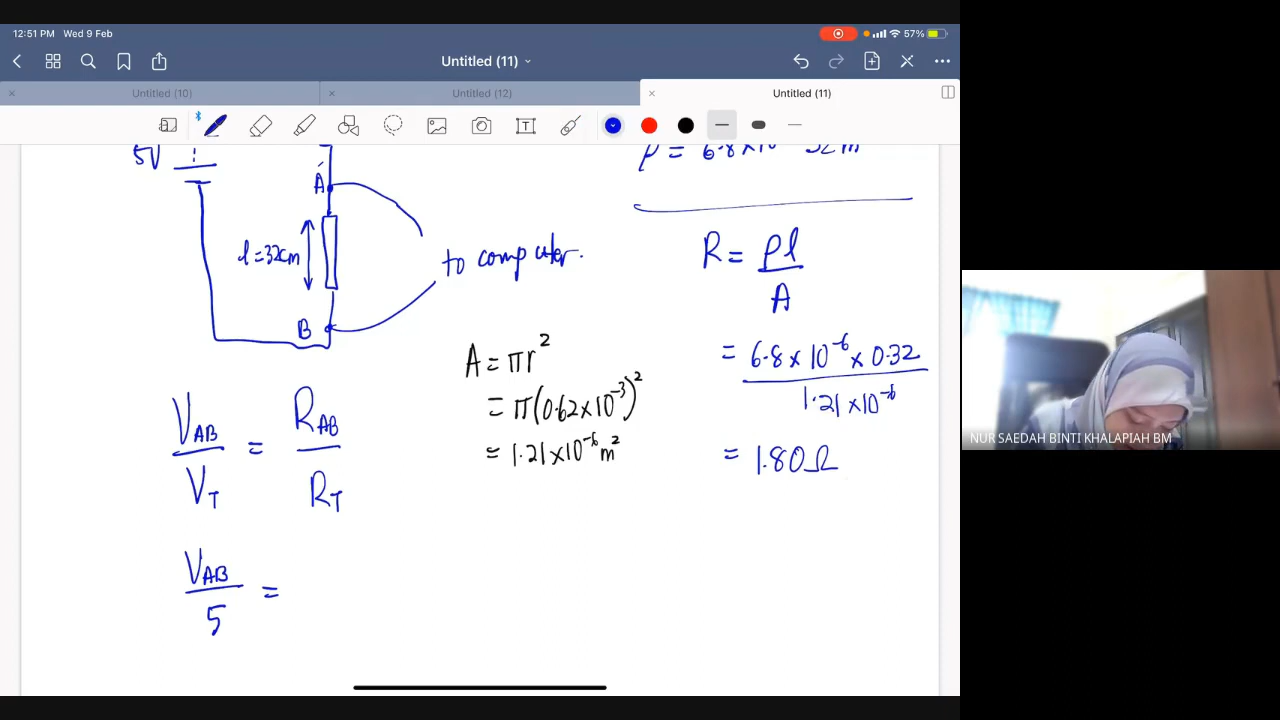 12:51 PM Wed 9 Feb
57%
Untitled (11)
Untitled (10)
Untitled (12)
Untitled (11)
5V
A
l = 32cm
to computer.
B
R = ρl / A
= 6.8 x 10⁻⁶ x 0.32 / 1.21 x 10⁻⁶
= 1.80Ω
A = πr²
= π(0.62 x 10⁻³)²
= 1.21 x 10⁻⁶ m²
V_AB / V_T = R_AB / R_T
V_AB / 5 =
NUR SAEDAH BINTI KHALAPIAH BM